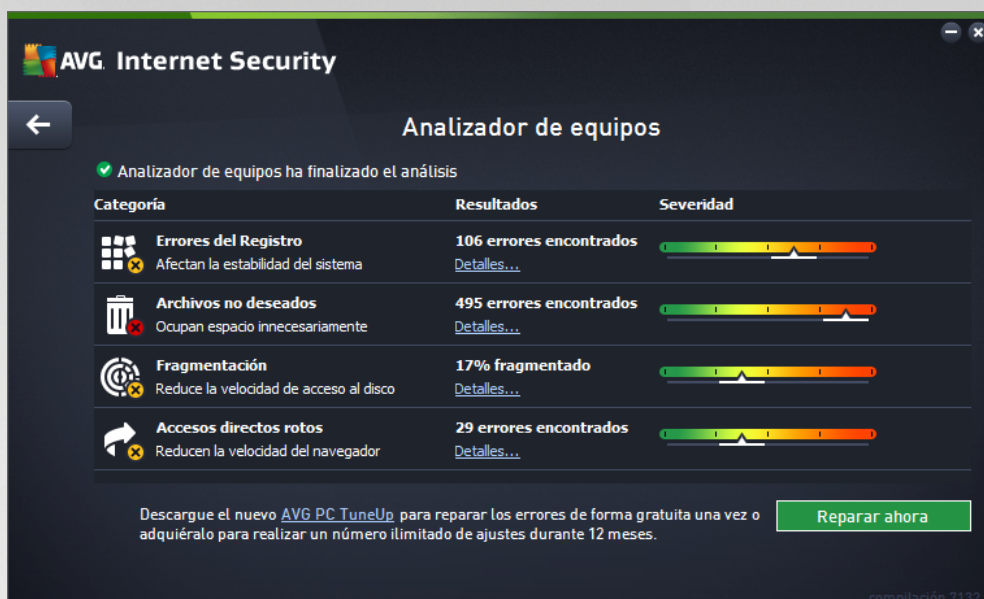 AVG. Internet Security
Analizador de equipos
Analizador de equipos ha finalizado el análisis
Categoría Resultados Severidad
Errores del Registro 106 errores encontrados
Afectan la estabilidad del sistema Detalles...
Archivos no deseados 495 errores encontrados
Ocupan espacio innecesariamente Detalles...
Fragmentación 17% fragmentado
Reduce la velocidad de acceso al disco Detalles...
Accesos directos rotos 29 errores encontrados
Reducen la velocidad del navegador Detalles...
Descargue el nuevo AVG PC TuneUp para reparar los errores de forma gratuita una vez o
adquiéralo para realizar un número ilimitado de ajustes durante 12 meses.
Reparar ahora
compilación 7132